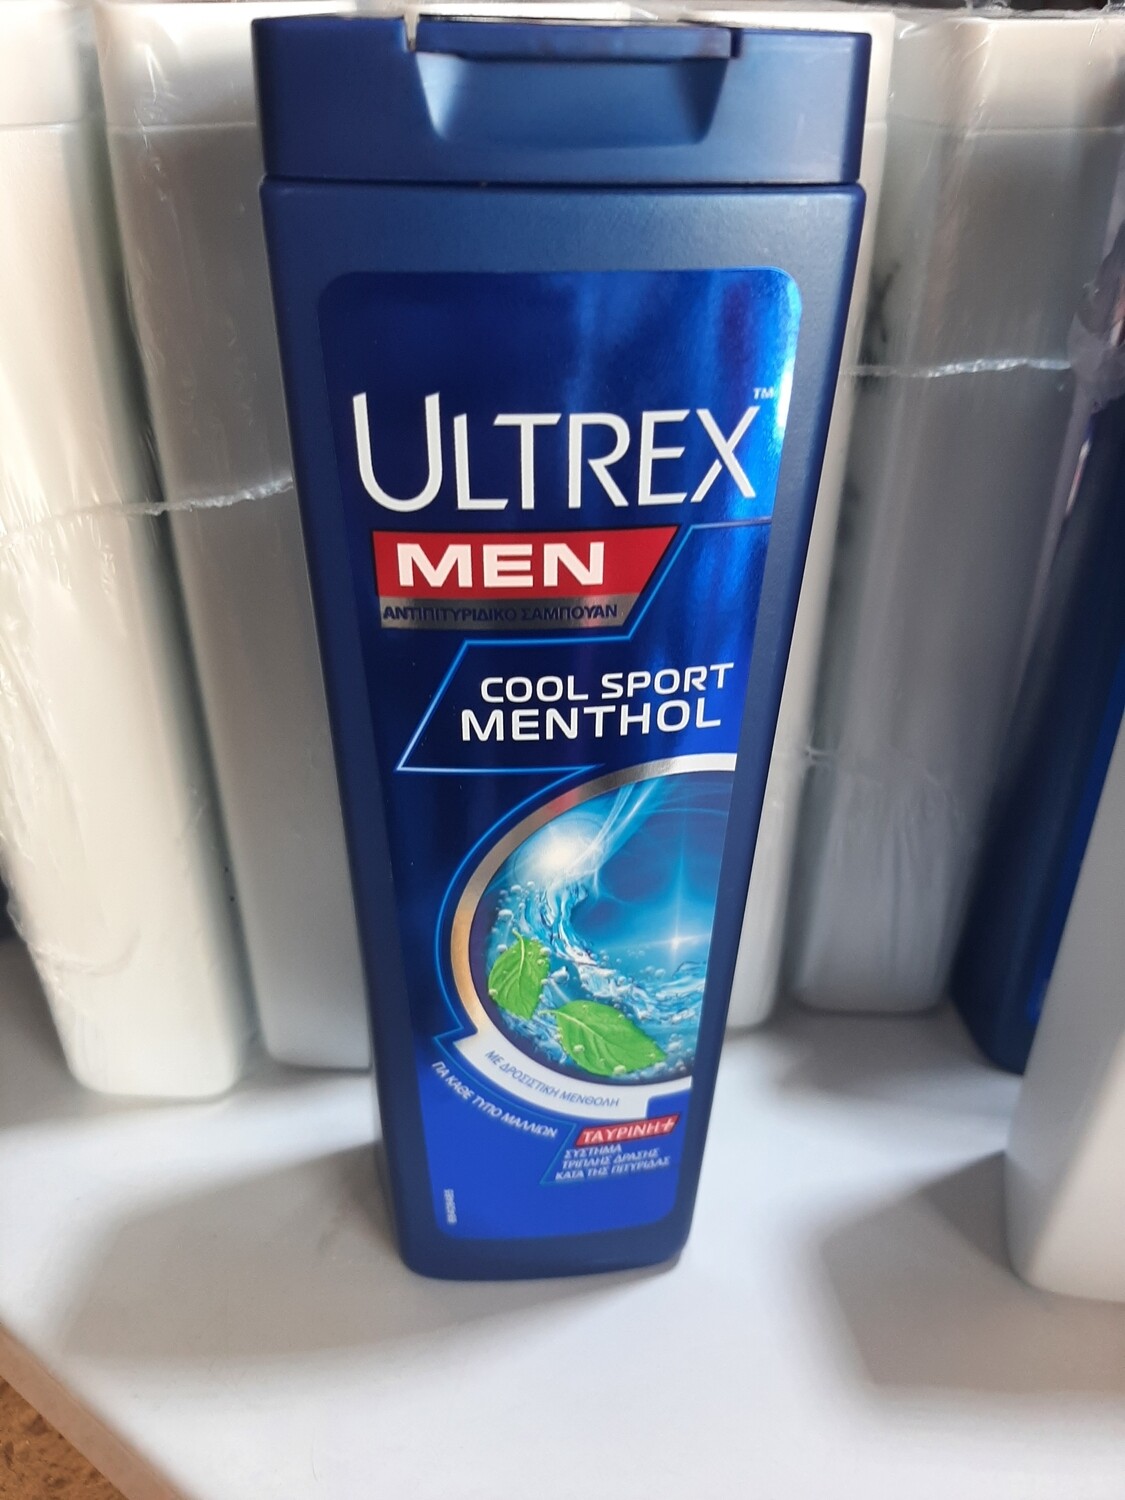 ULTREX™
MEN
ΑΝΤΙΠΙΤΥΡΙΔΙΚΟ ΣΑΜΠΟΥΑΝ
COOL SPORT
MENTHOL
ΜΕ ΔΡΟΣΙΣΤΙΚΗ ΜΕΝΘΟΛΗ
ΓΙΑ ΚΑΘΕ ΤΥΠΟ ΜΑΛΛΙΩΝ
ΤΑΥΡΙΝΗ+
ΣΥΣΤΗΜΑ
ΤΡΙΠΛΗΣ ΔΡΑΣΗΣ
ΚΑΤΑ ΤΗΣ ΠΙΤΥΡΙΔΑΣ